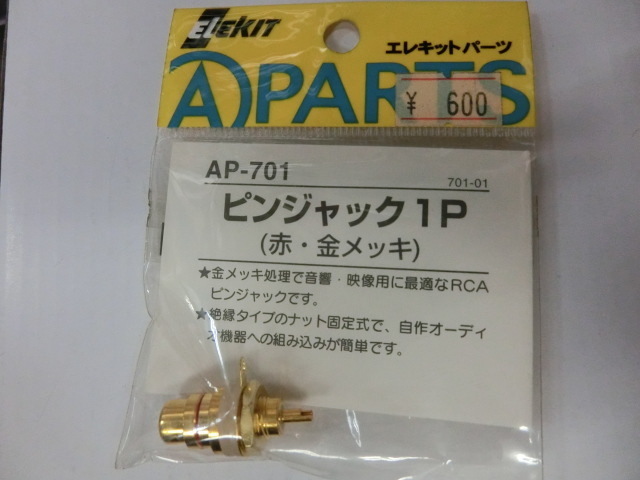 ELEKIT
エレキットパーツ
A PARTS
¥ 600
AP-701
701-01
ピンジャック1P
(赤・金メッキ)
★金メッキ処理で音響・映像用に最適なRCA
ピンジャックです。
★絶縁タイプのナット固定式で、自作オーディ
オ機器への組み込みが簡単です。